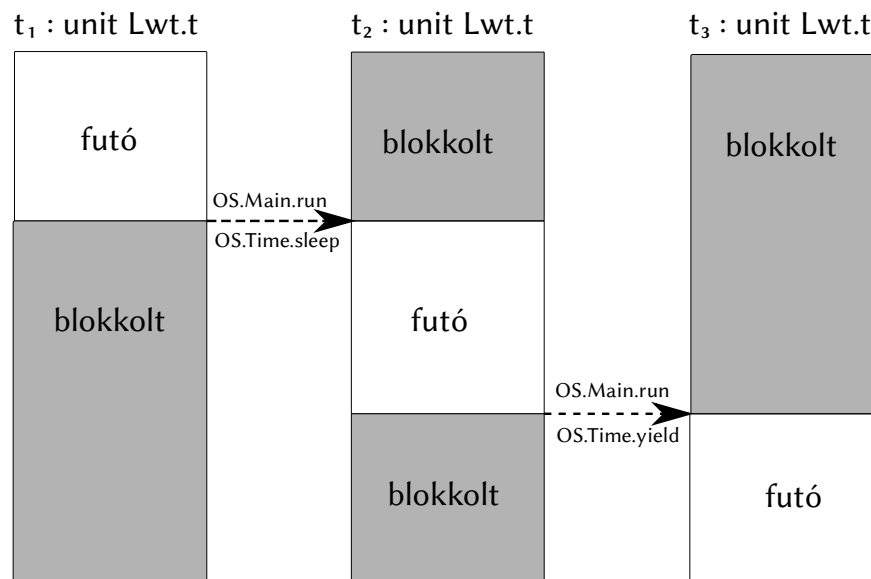 t₁ : unit Lwt.t
t₂ : unit Lwt.t
t₃ : unit Lwt.t
futó
blokkolt
blokkolt
OS.Main.run
OS.Time.sleep
blokkolt
futó
OS.Main.run
OS.Time.yield
blokkolt
futó